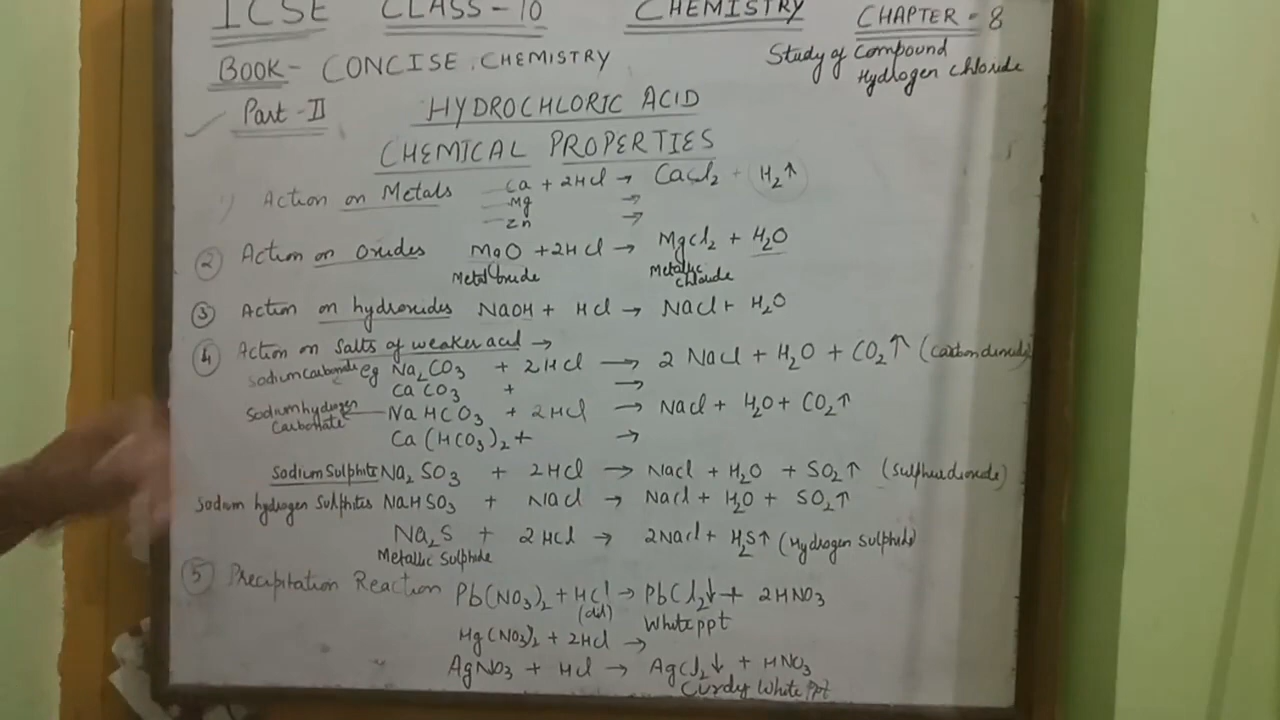 ICSE CLASS-10 CHEMISTRY CHAPTER-8
Study of Compound
Hydrogen Chloride
BOOK- CONCISE CHEMISTRY
Part-II HYDROCHLORIC ACID
CHEMICAL PROPERTIES
1) Action on Metals Ca + 2HCl → CaCl2 + H2↑
Mg →
Zn →
② Action on Oxides MgO + 2HCl → MgCl2 + H2O
Metal Oxide Metallic chloride
③ Action on hydroxides NaOH + HCl → NaCl + H2O
④ Action on Salts of weaker acid →
Sodium Carbonate eg Na2CO3 + 2HCl → 2 NaCl + H2O + CO2↑ (Carbondioxide)
CaCO3 + →
Sodium hydrogen Carbonate NaHCO3 + 2HCl → NaCl + H2O + CO2↑
Ca(HCO3)2 + →
Sodium Sulphite Na2SO3 + 2HCl → NaCl + H2O + SO2↑ (Sulphurdioxide)
Sodium hydrogen Sulphites NaHSO3 + NaCl → NaCl + H2O + SO2↑
Na2S + 2HCl → 2NaCl + H2S↑ (Hydrogen Sulphide)
Metallic Sulphide
⑤ Precipitation Reaction Pb(NO3)2 + HCl → PbCl2↓ + 2HNO3
(dil) White ppt
Hg(NO3)2 + 2HCl →
AgNO3 + HCl → AgCl2↓ + HNO3
Curdy White ppt